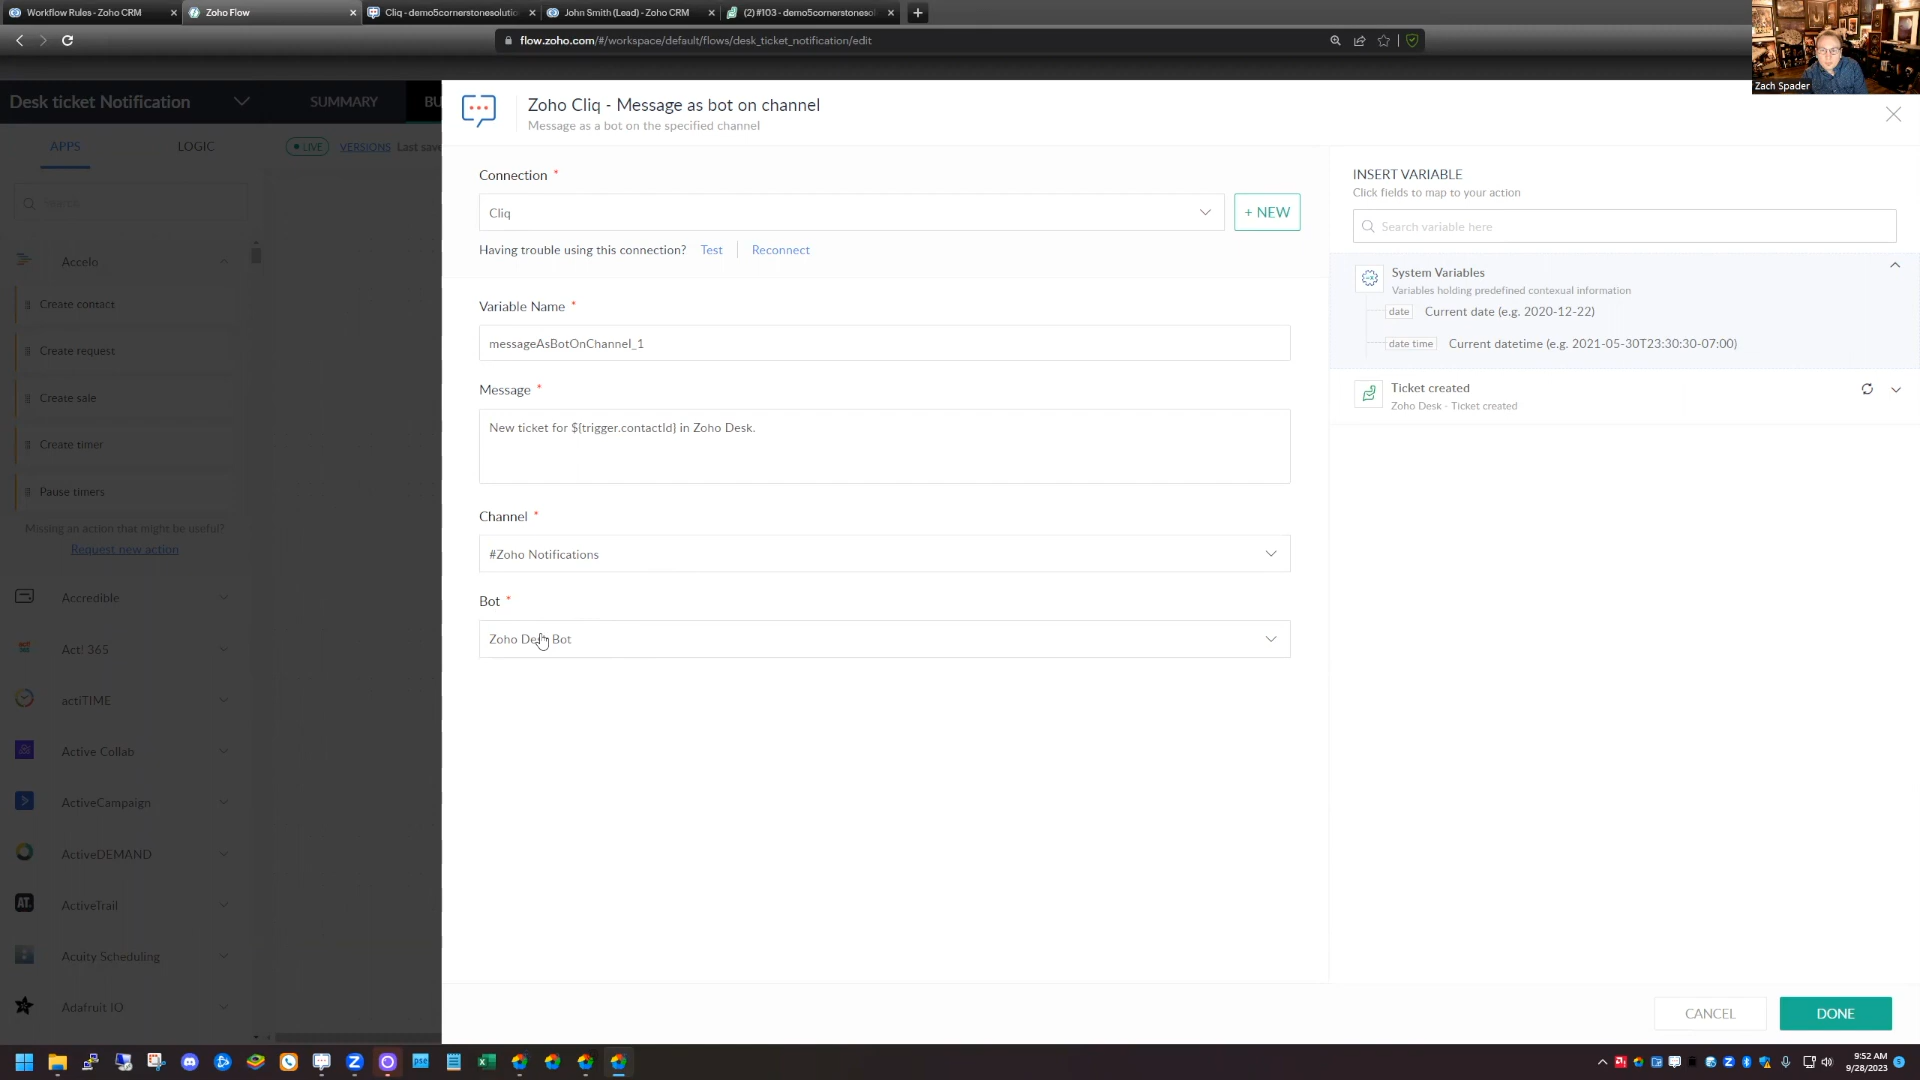 Workflow Rules - Zoho CRM
Zoho Flow
Cliq - demo5cornerstonesolutio
John Smith (Lead) - Zoho CRM
(2) #103 - demo5cornerstonesol
flow.zoho.com/#/workspace/default/flows/desk_ticket_notification/edit
Zach Spader
Desk ticket Notification
SUMMARY
BU
Zoho Cliq - Message as bot on channel
Message as a bot on the specified channel
APPS
LOGIC
LIVE
VERSIONS
Last save
Search
Accelo
Create contact
Create request
Create sale
Create timer
Pause timers
Missing an action that might be useful?
Request new action
Accredible
Act! 365
actiTIME
Active Collab
ActiveCampaign
ActiveDEMAND
AT.
ActiveTrail
Acuity Scheduling
Adafruit IO
Connection *
Cliq
+ NEW
Having trouble using this connection? Test
Reconnect
Variable Name *
messageAsBotOnChannel_1
Message *
New ticket for ${trigger.contactId} in Zoho Desk.
Channel *
#Zoho Notifications
Bot *
Zoho Desk Bot
INSERT VARIABLE
Click fields to map to your action
Search variable here
System Variables
Variables holding predefined contexual information
date
Current date (e.g. 2020-12-22)
date time
Current datetime (e.g. 2021-05-30T23:30:30-07:00)
Ticket created
Zoho Desk - Ticket created
CANCEL
DONE
9:52 AM
9/28/2023